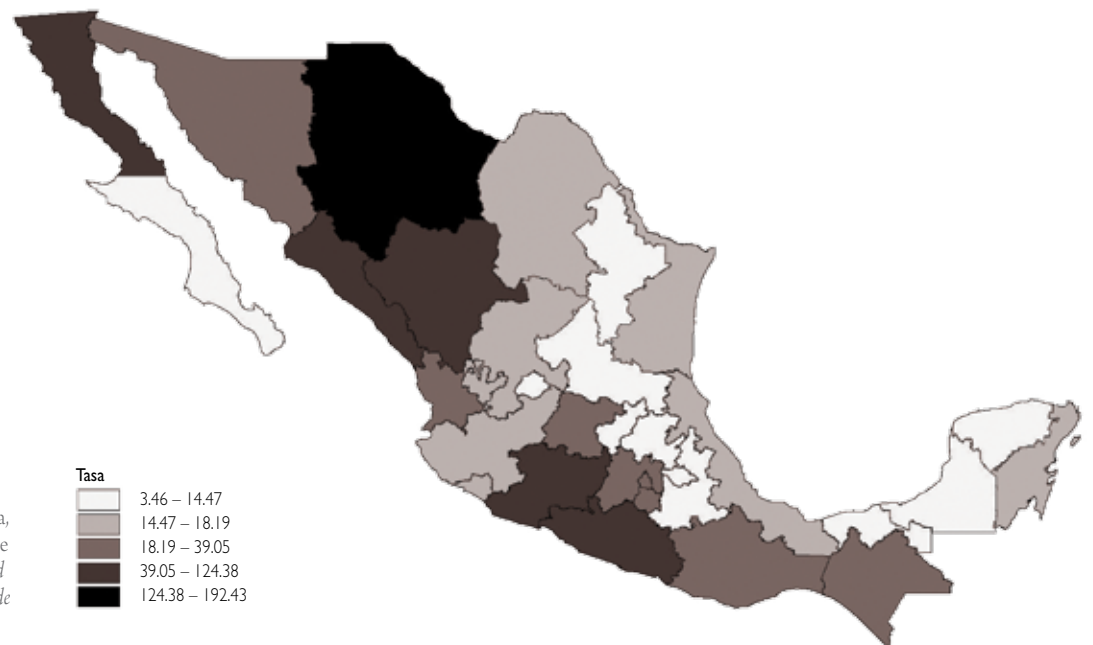 Tasa
3.46 – 14.47
14.47 – 18.19
18.19 – 39.05
39.05 – 124.38
124.38 – 192.43
a,
e
d
de